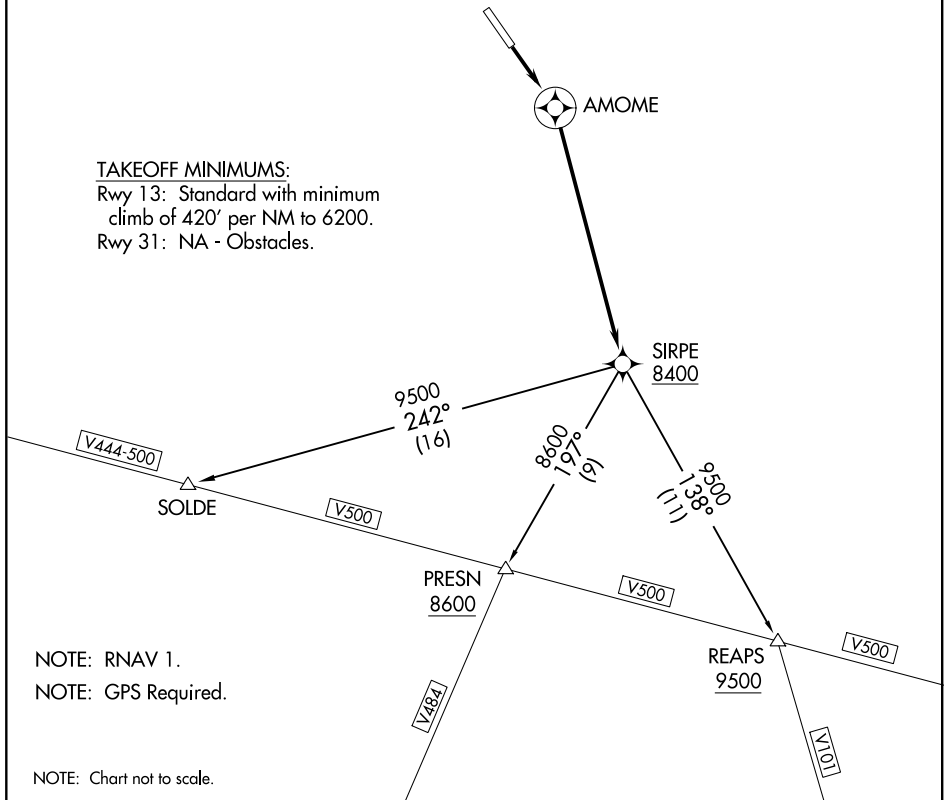 AMOME
TAKEOFF MINIMUMS:
Rwy 13: Standard with minimum
climb of 420' per NM to 6200.
Rwy 31: NA - Obstacles.
SIRPE
8400
9500
242°
(16)
8600
197°
(9)
9500
138°
(11)
V444-500
SOLDE
V500
PRESN
8600
V500
REAPS
9500
V500
V484
V101
NOTE: RNAV 1.
NOTE: GPS Required.
NOTE: Chart not to scale.